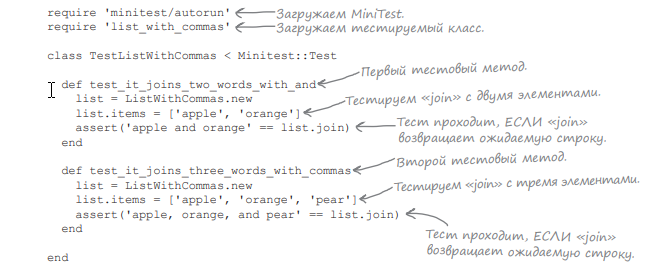 require 'minitest/autorun' Загружаем MiniTest.
require 'list_with_commas' Загружаем тестируемый класс.
class TestListWithCommas < Minitest::Test
def test_it_joins_two_words_with_and Первый тестовый метод.
list = ListWithCommas.new
list.items = ['apple', 'orange'] Тестируем «join» с двумя элементами.
assert('apple and orange' == list.join) Тест проходит, ЕСЛИ «join»
возвращает ожидаемую строку.
end
def test_it_joins_three_words_with_commas Второй тестовый метод.
list = ListWithCommas.new
list.items = ['apple', 'orange', 'pear'] Тестируем «join» с тремя элементами.
assert('apple, orange, and pear' == list.join)
end
Тест проходит, ЕСЛИ «join»
возвращает ожидаемую строку.
end